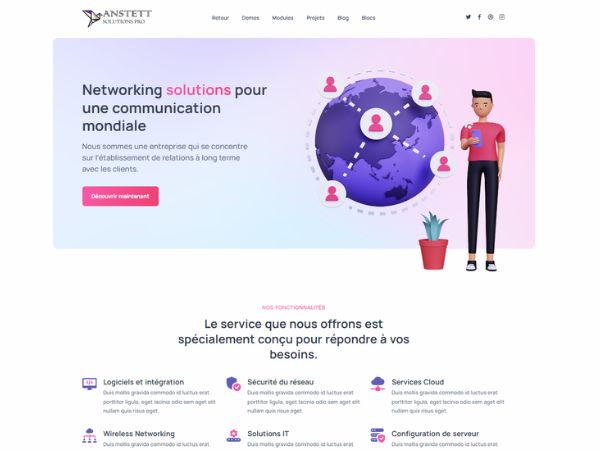 ANSTETT
SOLUTIONS PRO
Retour Demos Modules Projets Blog Blocs
Networking solutions pour
une communication
mondiale
Nous sommes une entreprise qui se concentre
sur l'établissement de relations à long terme
avec les clients.
Découvrir maintenant
NOS FONCTIONNALITÉS
Le service que nous offrons est
spécialement conçu pour répondre à vos
besoins.
Logiciels et intégration
Duis mollis gravida commodo id luctus erat
porttitor ligula, eget lacinia odio sem aget elit
nullam quis risus eget.
Sécurité du réseau
Duis mollis gravida commodo id luctus erat
porttitor ligula, eget lacinia odio sem aget elit
nullam quis risus eget.
Services Cloud
Duis mollis gravida commodo id luctus erat
porttitor ligula, eget lacinia odio sem aget elit
nullam quis risus eget.
Wireless Networking
Duis mollis gravida commodo id luctus erat
Solutions IT
Duis mollis gravida commodo id luctus erat
Configuration de serveur
Duis mollis gravida commodo id luctus erat